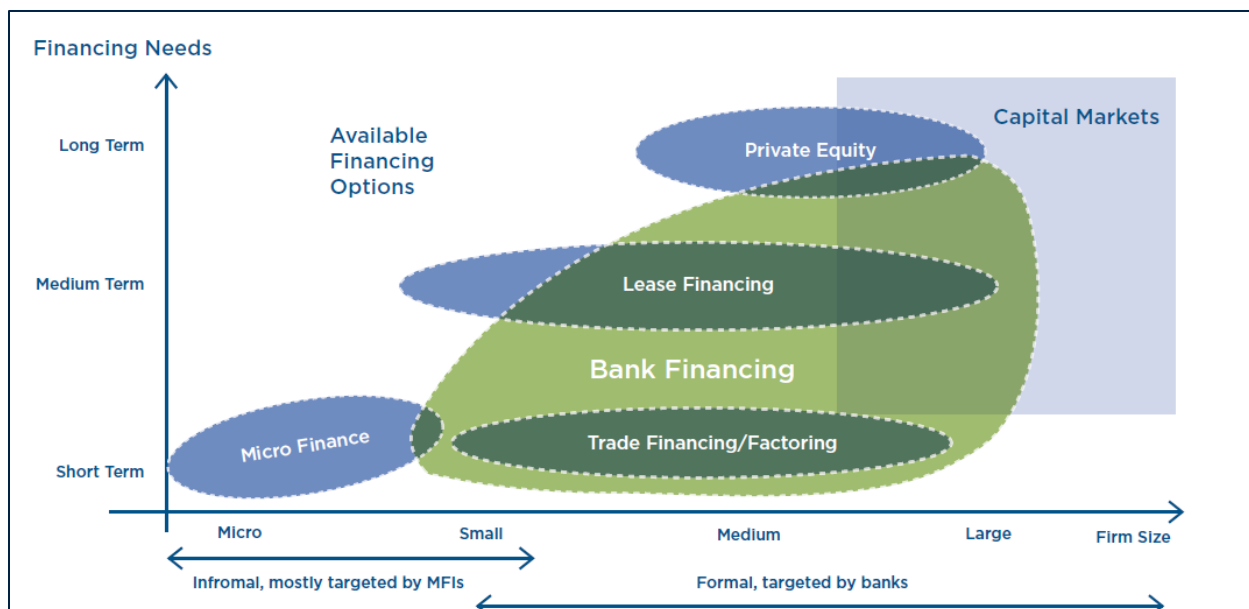 Financing Needs
Capital Markets
Available
Financing
Options
Long Term
Private Equity
Medium Term
Lease Financing
Bank Financing
Micro Finance
Trade Financing/Factoring
Short Term
Micro
Small
Medium
Large
Firm Size
Infromal, mostly targeted by MFIs
Formal, targeted by banks